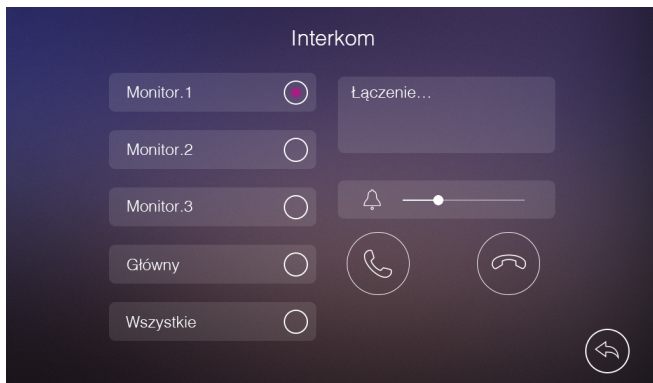 Interkom
Monitor.1
Łączenie...
Monitor.2
Monitor.3
Główny
Wszystkie